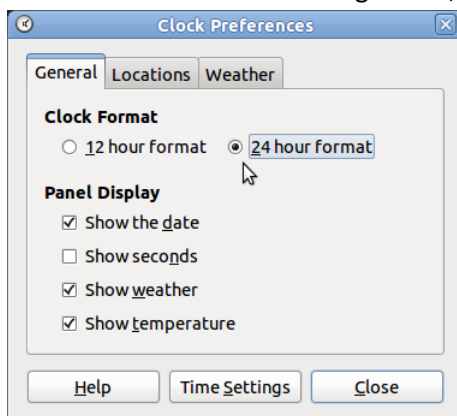 Clock Preferences
General Locations Weather
Clock Format
12 hour format 24 hour format
Panel Display
Show the date
Show seconds
Show weather
Show temperature
Help Time Settings Close